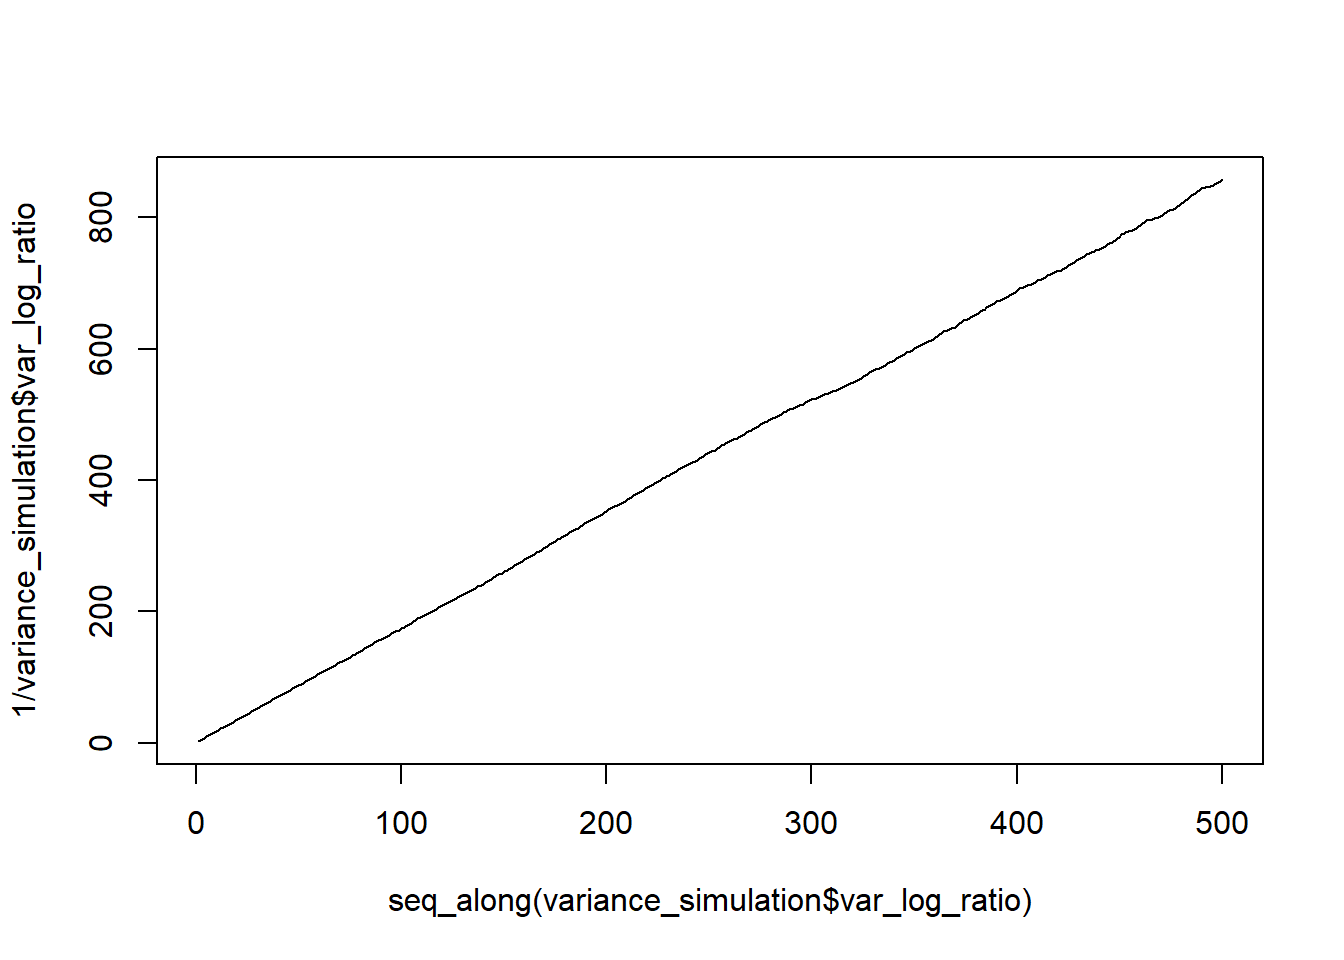 1/variance_simulation$var_log_ratio
800
600
400
200
0
0 100 200 300 400 500
seq_along(variance_simulation$var_log_ratio)